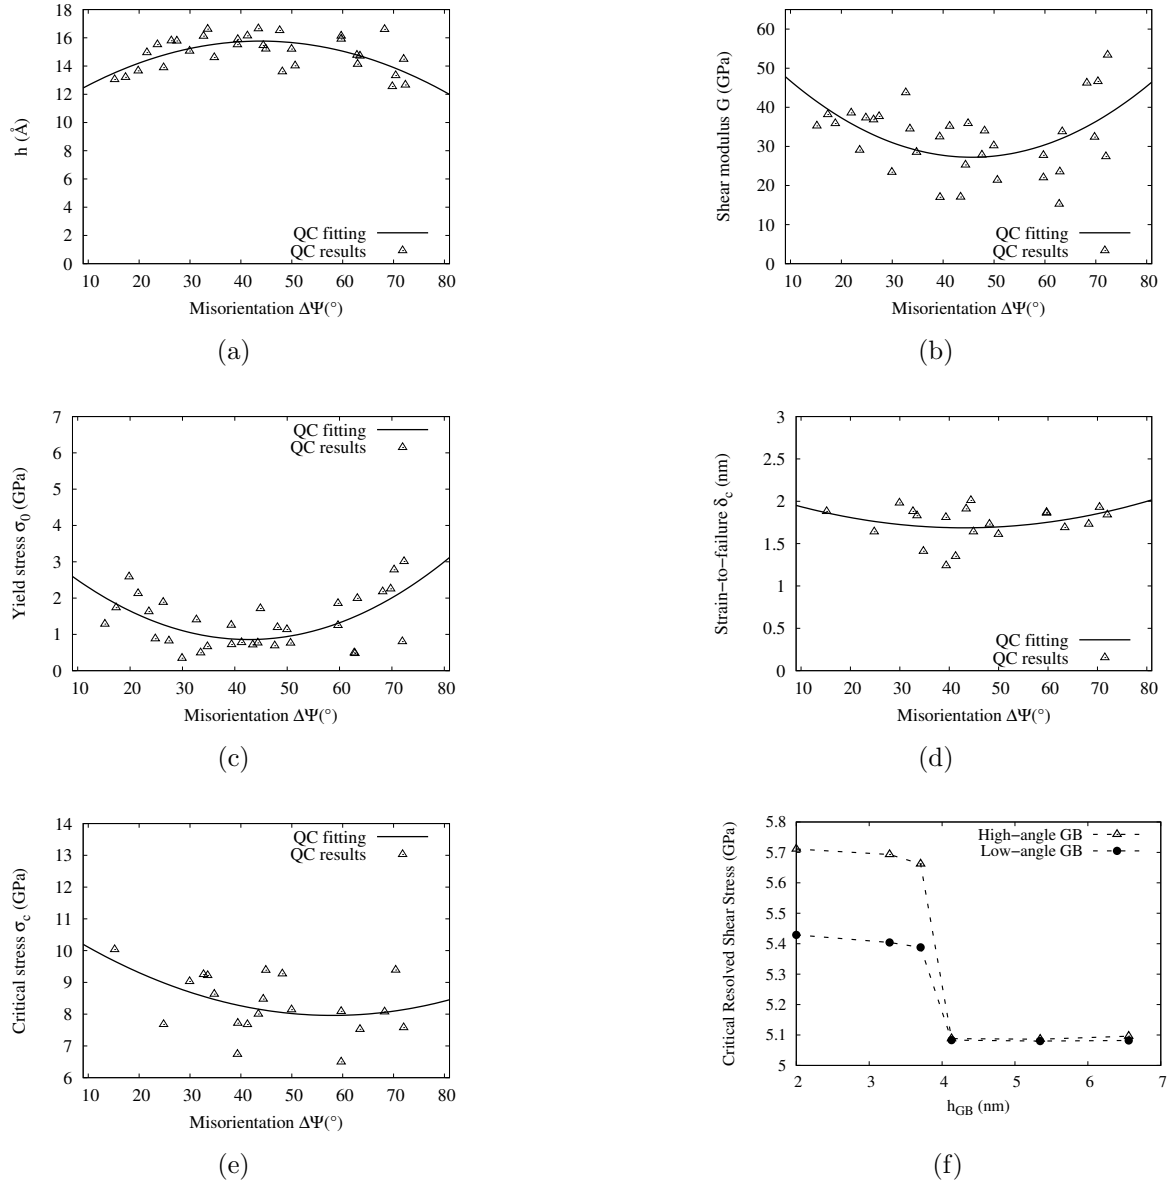 18
16
14
12
10
8
6
4
2
0
h (Å)
QC fitting
QC results
10 20 30 40 50 60 70 80
Misorientation ΔΨ(°)
(a)
60
50
40
30
20
10
0
Shear modulus G (GPa)
QC fitting
QC results
10 20 30 40 50 60 70 80
Misorientation ΔΨ(°)
(b)
7
6
5
4
3
2
1
0
Yield stress σ0 (GPa)
QC fitting
QC results
10 20 30 40 50 60 70 80
Misorientation ΔΨ(°)
(c)
3
2.5
2
1.5
1
0.5
0
Strain−to−failure δc (nm)
QC fitting
QC results
10 20 30 40 50 60 70 80
Misorientation ΔΨ(°)
(d)
14
13
12
11
10
9
8
7
6
Critical stress σc (GPa)
QC fitting
QC results
10 20 30 40 50 60 70 80
Misorientation ΔΨ(°)
(e)
5.8
5.7
5.6
5.5
5.4
5.3
5.2
5.1
5
Critical Resolved Shear Stress (GPa)
High−angle GB
Low−angle GB
2 3 4 5 6 7
hGB (nm)
(f)